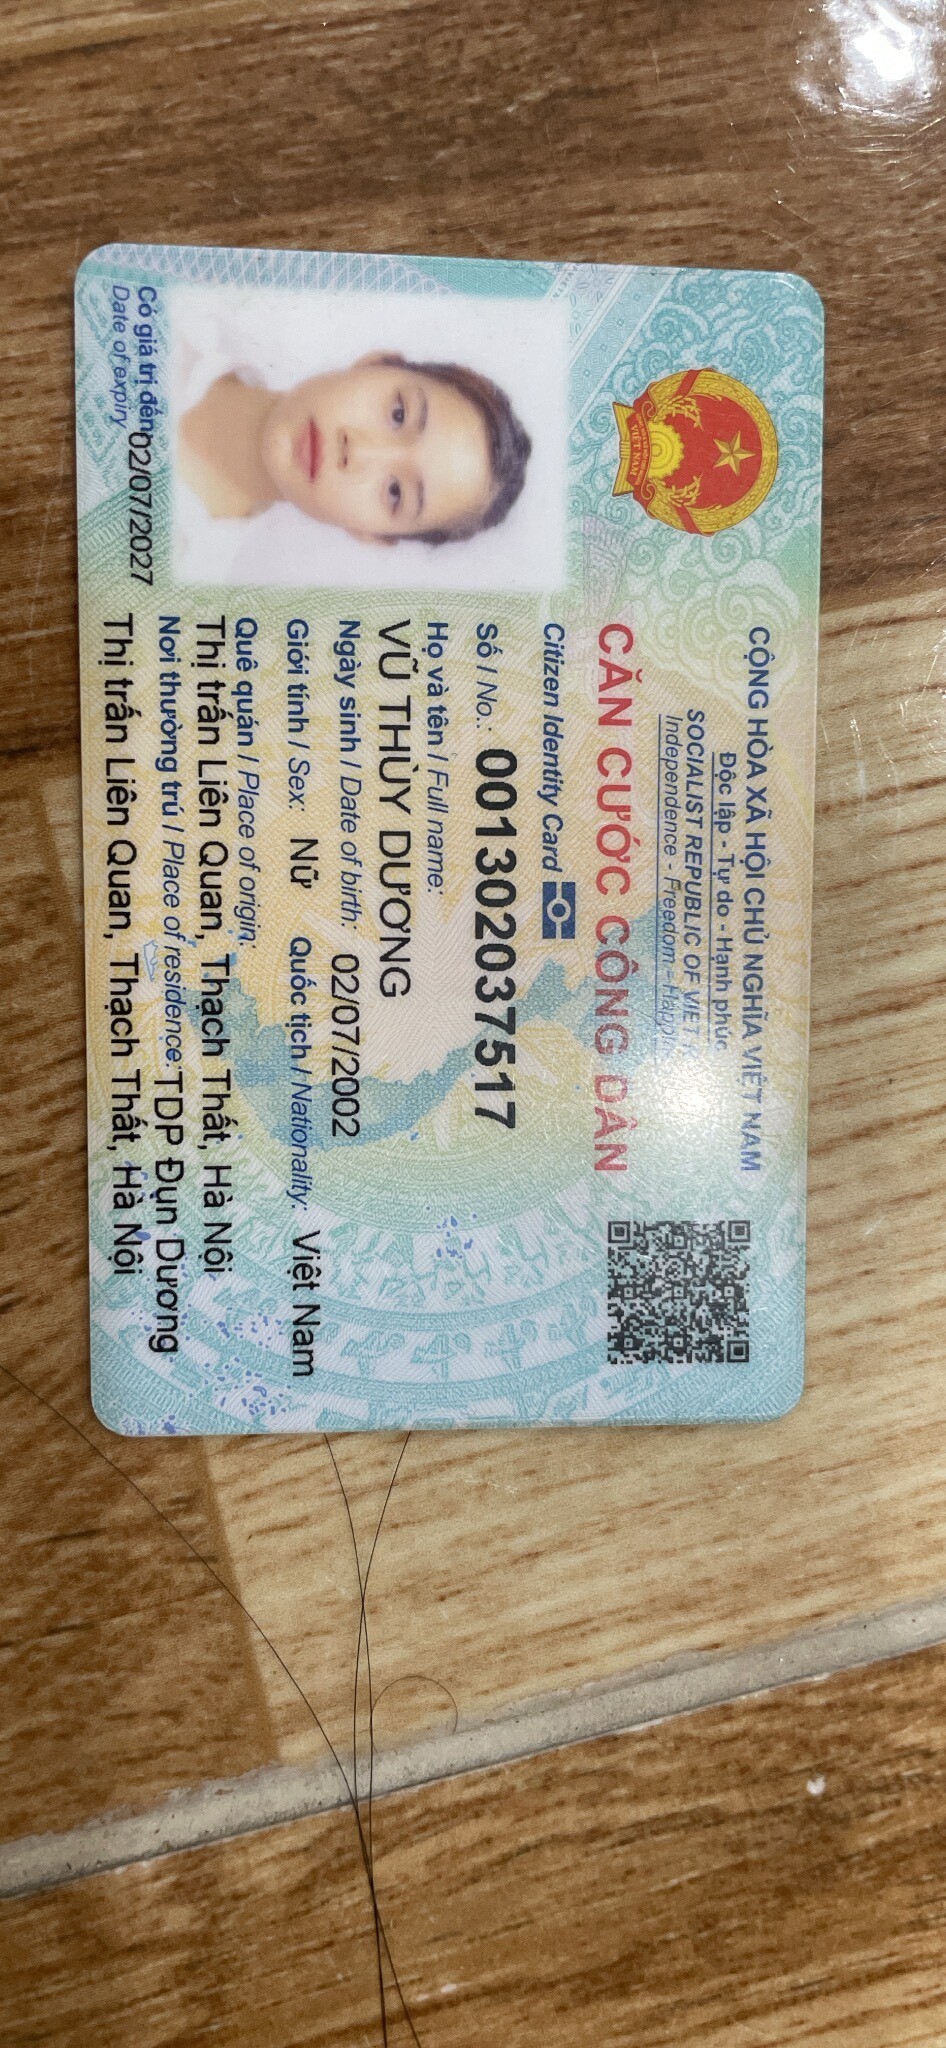 CỘNG HÒA XÃ HỘI CHỦ NGHĨA VIỆT NAM
Độc lập - Tự do - Hạnh phúc
SOCIALIST REPUBLIC OF VIET
Independence - Freedom -
CĂN CƯỚC CÔNG DÂN
Citizen Identity Card
Số / No.: 001302037517
Họ và tên / Full name:
VŨ THÙY DƯƠNG
Ngày sinh / Date of birth: 02/07/2002
Giới tính / Sex: Nữ Quốc tịch / Nationality: Việt Nam
Quê quán / Place of origin:
Thị trấn Liên Quan, Thạch Thất, Hà Nội
Nơi thường trú / Place of residence: TDP Đụn Dương
Thị trấn Liên Quan, Thạch Thất, Hà Nội
Có giá trị đến 02/07/2027
Date of expiry
VIỆT NAM